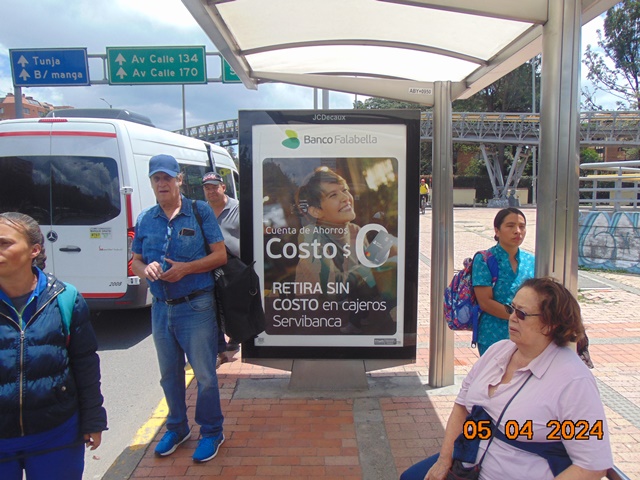 Tunja
B/manga
Av Calle 134
Av Calle 170
JCDecaux
Banco Falabella
Cuenta de Ahorros
Costo $0
RETIRA SIN
COSTO en cajeros
Servibanca
2008
05 04 2024